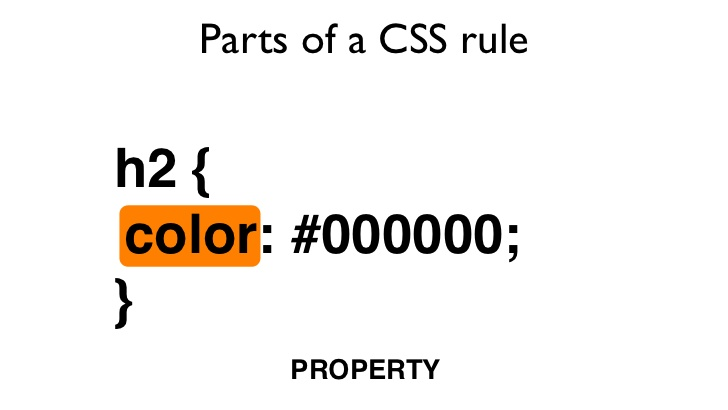 Parts of a CSS rule
h2 {
color: #000000;
}
PROPERTY